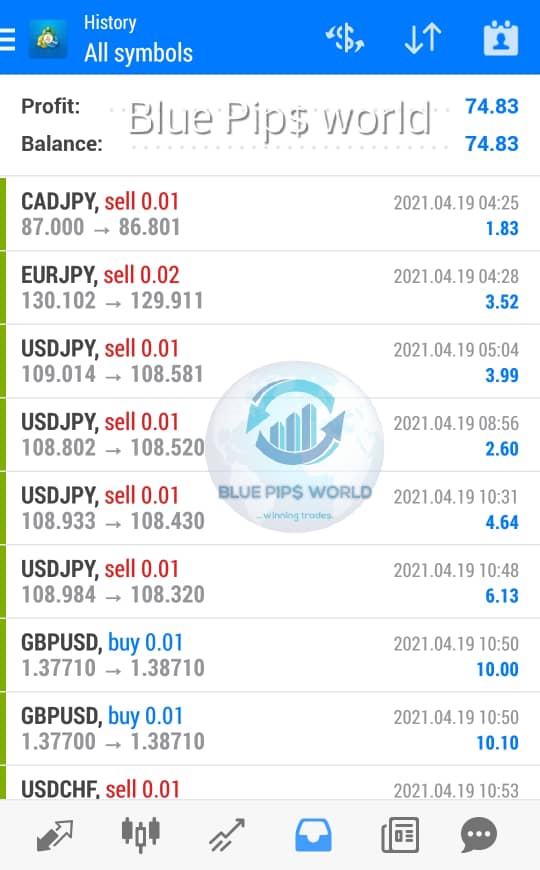 History
All symbols
Profit: 74.83
Blue Pip$ world
Balance: 74.83
CADJPY, sell 0.01 2021.04.19 04:25
87.000 → 86.801 1.83
EURJPY, sell 0.02 2021.04.19 04:28
130.102 → 129.911 3.52
USDJPY, sell 0.01 2021.04.19 05:04
109.014 → 108.581 3.99
USDJPY, sell 0.01 2021.04.19 08:56
108.802 → 108.520 2.60
USDJPY, sell 0.01 2021.04.19 10:31
108.933 → 108.430 4.64
BLUE PIP$ WORLD
...winning trades.
USDJPY, sell 0.01 2021.04.19 10:48
108.984 → 108.320 6.13
GBPUSD, buy 0.01 2021.04.19 10:50
1.37710 → 1.38710 10.00
GBPUSD, buy 0.01 2021.04.19 10:50
1.37700 → 1.38710 10.10
USDCHF, sell 0.01 2021.04.19 10:53